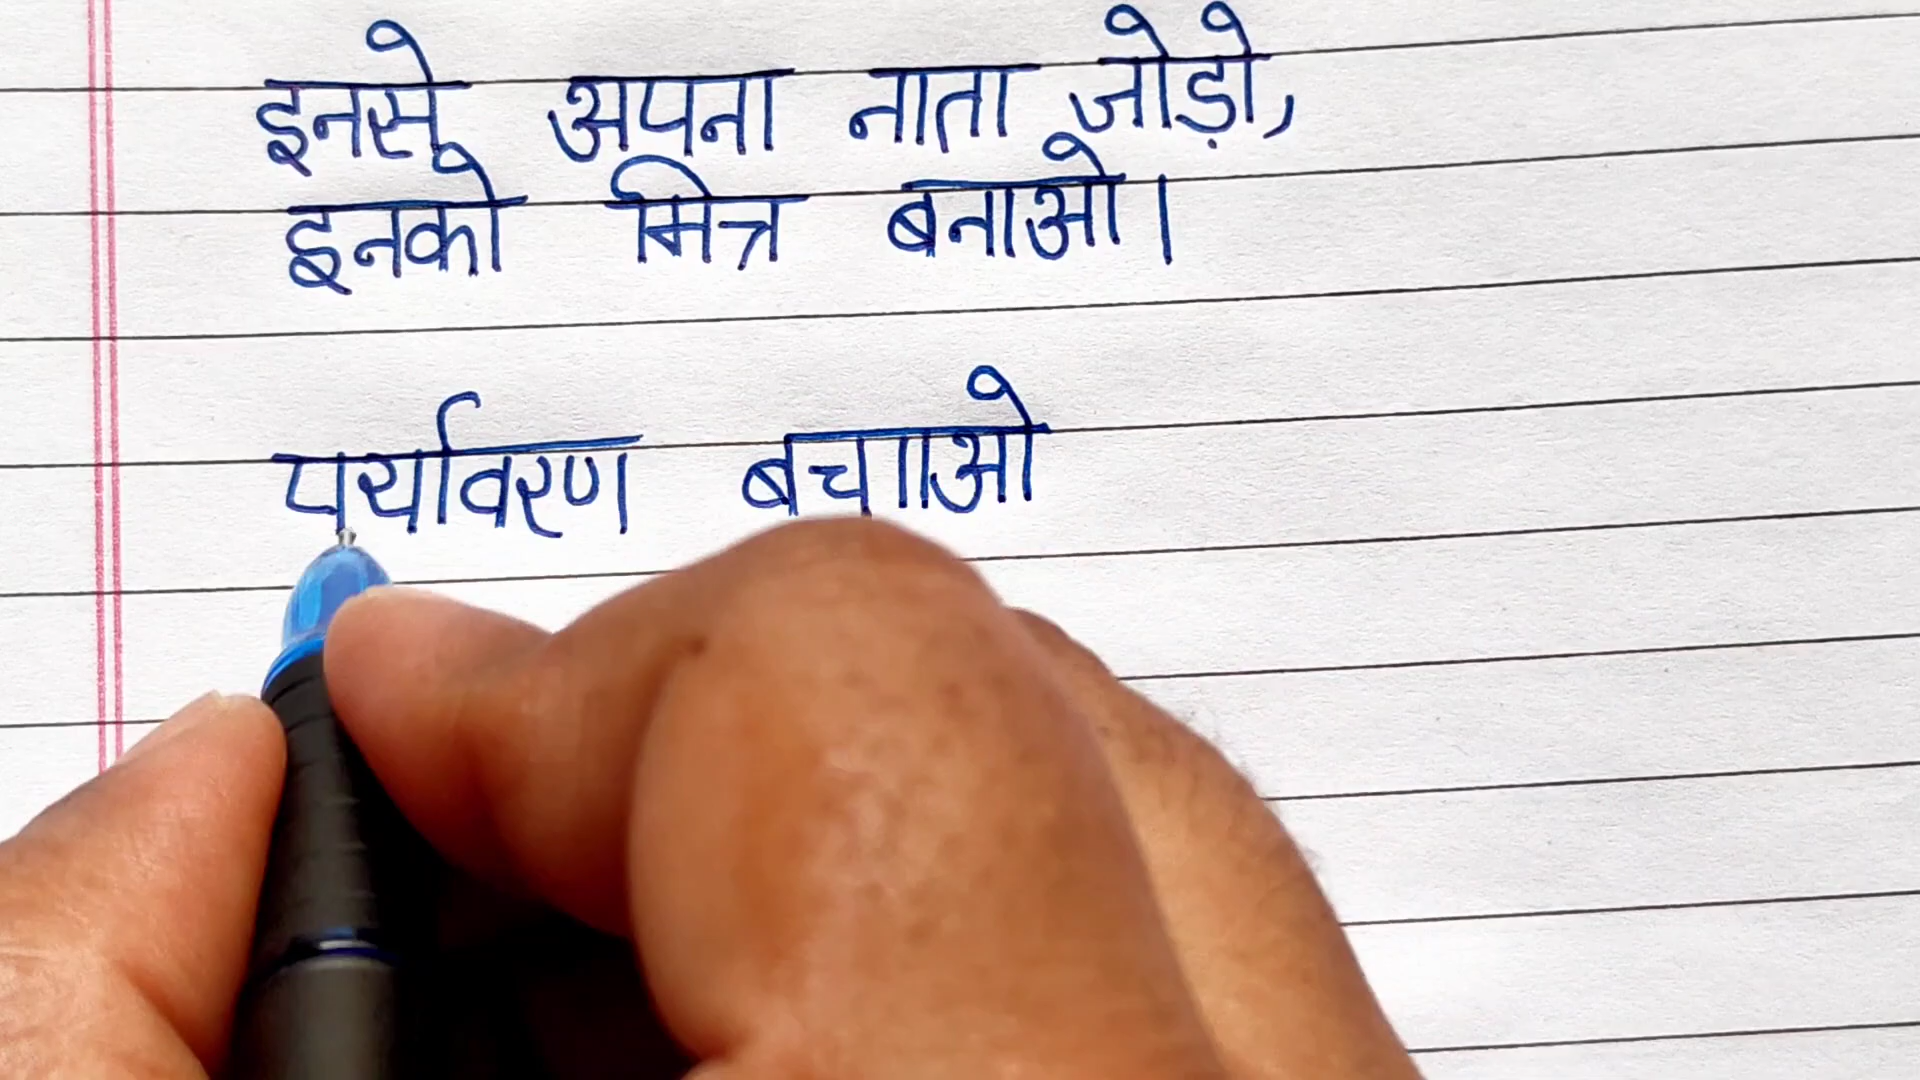 इनसे अपना नाता जोड़ो,
इनको मित्र बनाओ।
पर्यावरण बचाओ